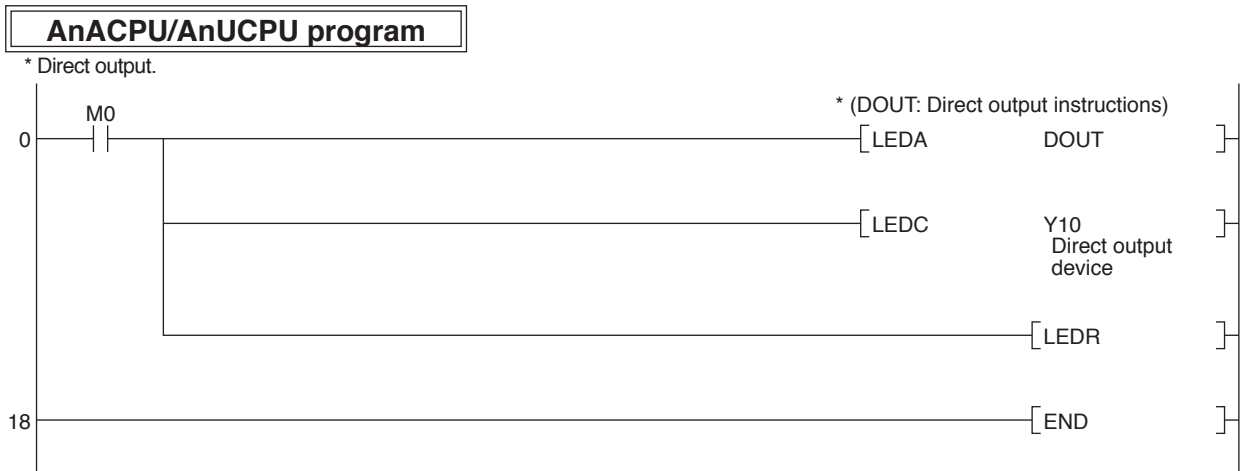 AnACPU/AnUCPU program
* Direct output.
* (DOUT: Direct output instructions)
M0
0
LEDA DOUT
LEDC Y10
Direct output
device
LEDR
18
END